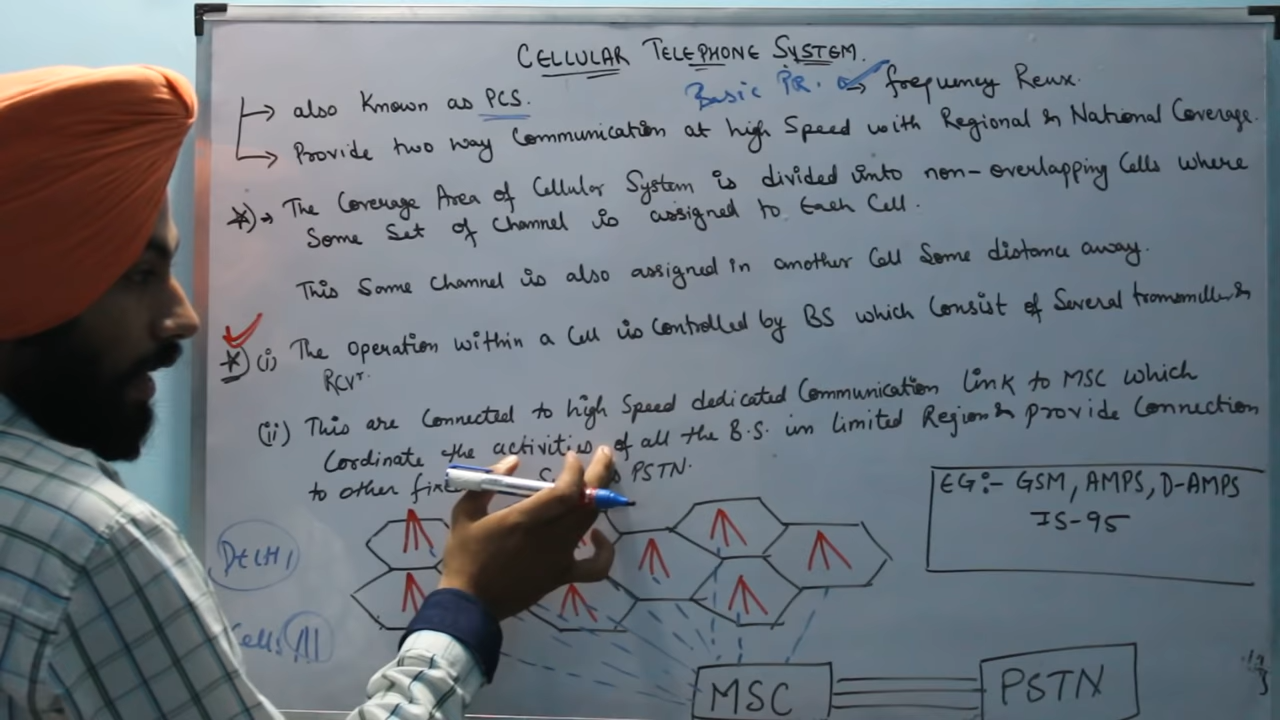 CELLULAR TELEPHONE SYSTEM.
also Known as PCS.
Basic PR. → frequency Reux.
Provide two way Communication at high Speed with Regional & National Coverage.
*) → The Coverage Area of Cellular System is divided into non-overlapping Cells where
Some Set of Channel is assigned to Each Cell.
This Same Channel is also assigned in another Cell Some distance away.
*) (i) The Operation within a Cell is Controlled by BS which Consist of Several transmiller &
RCVr.
(ii) This are Connected to high Speed dedicated Communication link to MSC which
Cordinate the activities of all the B.S. in limited Region & provide Connection
to other PSTN.
EG:- GSM, AMPS, D-AMPS
IS-95
DELHI
Cells
MSC
PSTN